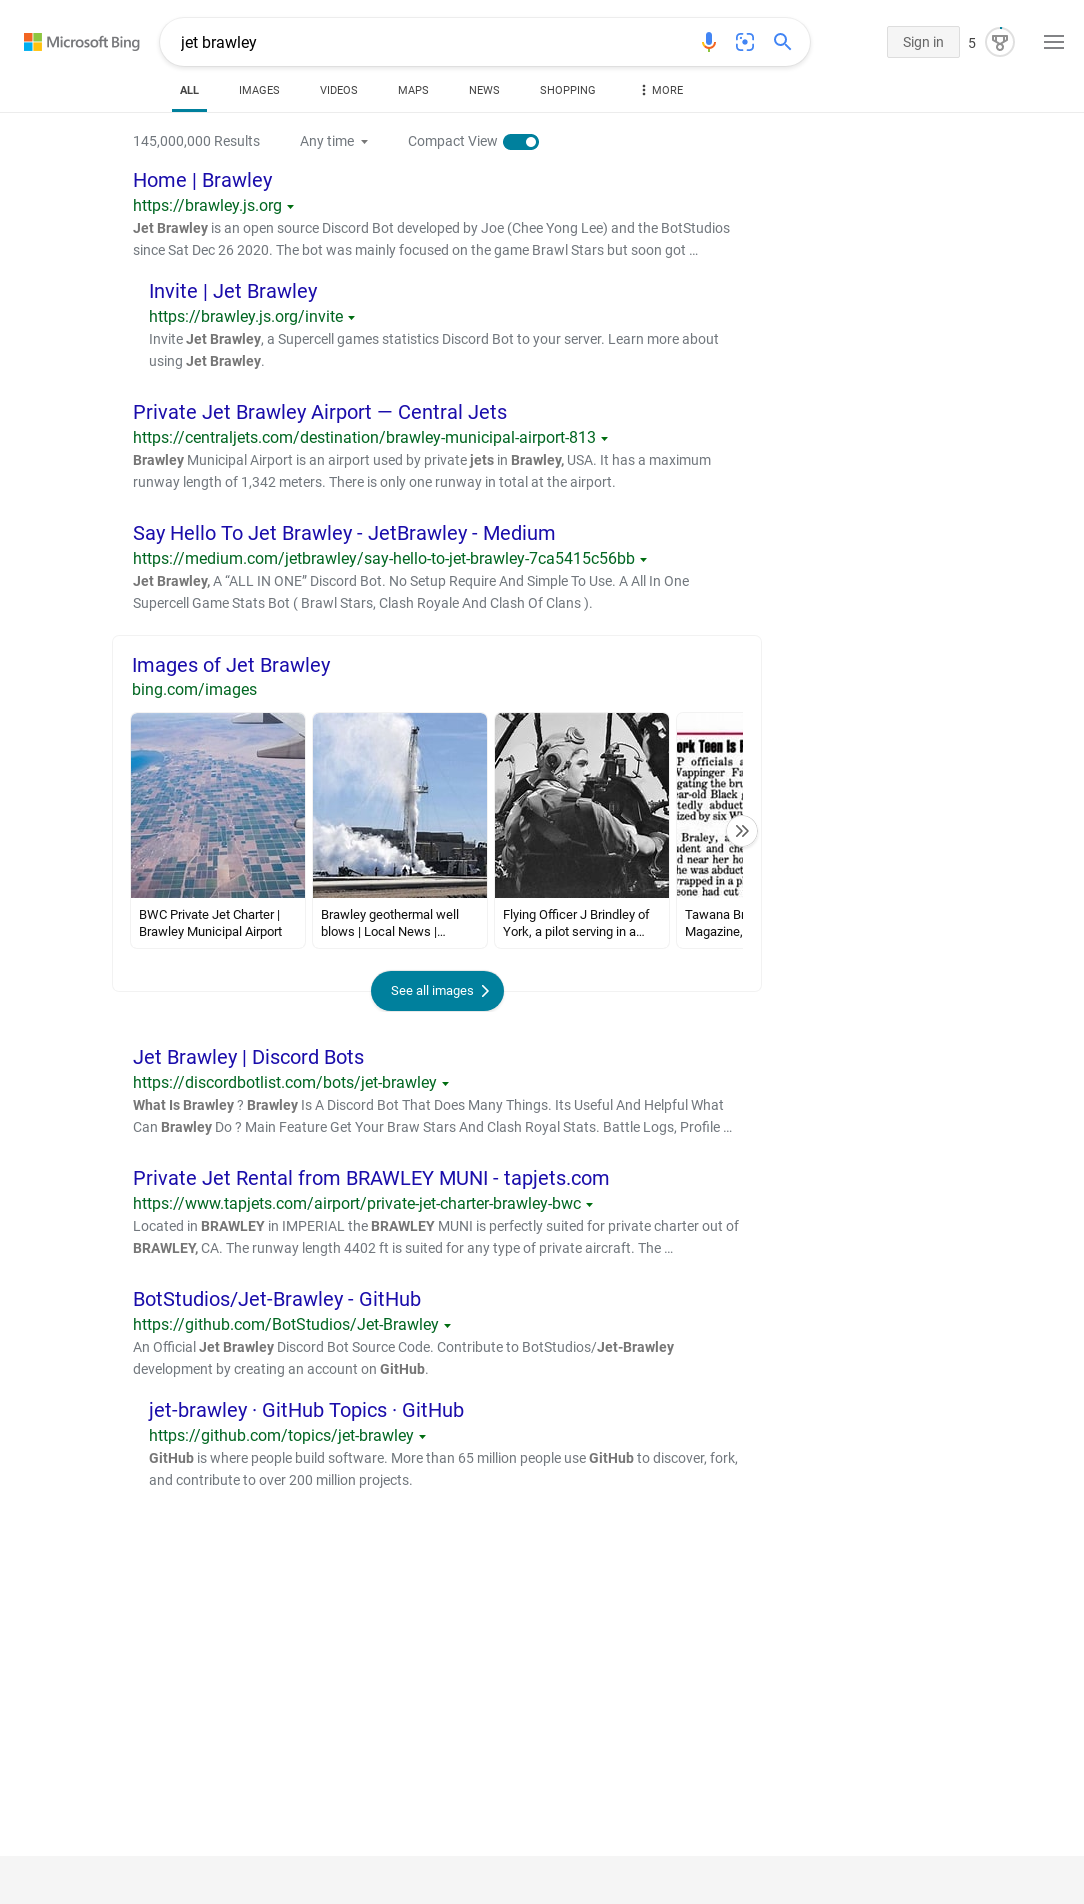 Microsoft Bing
jet brawley
Sign in
5
ALL
IMAGES
VIDEOS
MAPS
NEWS
SHOPPING
MORE
145,000,000 Results
Any time
Compact View
Home | Brawley
https://brawley.js.org
Jet Brawley is an open source Discord Bot developed by Joe (Chee Yong Lee) and the BotStudios
since Sat Dec 26 2020. The bot was mainly focused on the game Brawl Stars but soon got ...
Invite | Jet Brawley
https://brawley.js.org/invite
Invite Jet Brawley, a Supercell games statistics Discord Bot to your server. Learn more about
using Jet Brawley.
Private Jet Brawley Airport — Central Jets
https://centraljets.com/destination/brawley-municipal-airport-813
Brawley Municipal Airport is an airport used by private jets in Brawley, USA. It has a maximum
runway length of 1,342 meters. There is only one runway in total at the airport.
Say Hello To Jet Brawley - JetBrawley - Medium
https://medium.com/jetbrawley/say-hello-to-jet-brawley-7ca5415c56bb
Jet Brawley, A “ALL IN ONE” Discord Bot. No Setup Require And Simple To Use. A All In One
Supercell Game Stats Bot ( Brawl Stars, Clash Royale And Clash Of Clans ).
Images of Jet Brawley
bing.com/images
ork Teen Is
P officials a
Wappinger Fa
gating the bru
ear-old Black
tedly abduct
ized by six W
Braley, a
udent and che
d near her ho
he was abduct
wrapped in a p
eone had cut
BWC Private Jet Charter |
Brawley Municipal Airport
Brawley geothermal well
blows | Local News |...
Flying Officer J Brindley of
York, a pilot serving in a...
Tawana Br
Magazine,
See all images
Jet Brawley | Discord Bots
https://discordbotlist.com/bots/jet-brawley
What Is Brawley ? Brawley Is A Discord Bot That Does Many Things. Its Useful And Helpful What
Can Brawley Do ? Main Feature Get Your Braw Stars And Clash Royal Stats. Battle Logs, Profile ...
Private Jet Rental from BRAWLEY MUNI - tapjets.com
https://www.tapjets.com/airport/private-jet-charter-brawley-bwc
Located in BRAWLEY in IMPERIAL the BRAWLEY MUNI is perfectly suited for private charter out of
BRAWLEY, CA. The runway length 4402 ft is suited for any type of private aircraft. The ...
BotStudios/Jet-Brawley - GitHub
https://github.com/BotStudios/Jet-Brawley
An Official Jet Brawley Discord Bot Source Code. Contribute to BotStudios/Jet-Brawley
development by creating an account on GitHub.
jet-brawley · GitHub Topics · GitHub
https://github.com/topics/jet-brawley
GitHub is where people build software. More than 65 million people use GitHub to discover, fork,
and contribute to over 200 million projects.